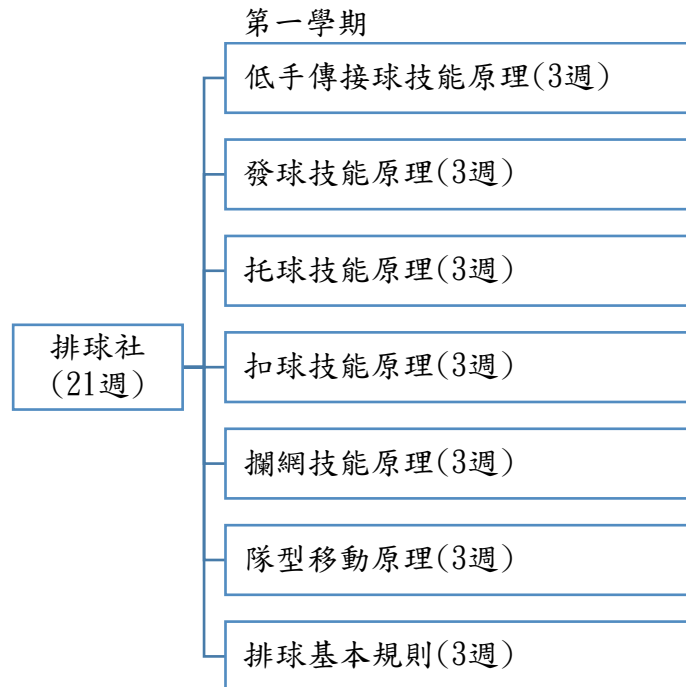 第一學期
低手傳接球技能原理(3週)
發球技能原理(3週)
托球技能原理(3週)
排球社
(21週)
扣球技能原理(3週)
攔網技能原理(3週)
隊型移動原理(3週)
排球基本規則(3週)